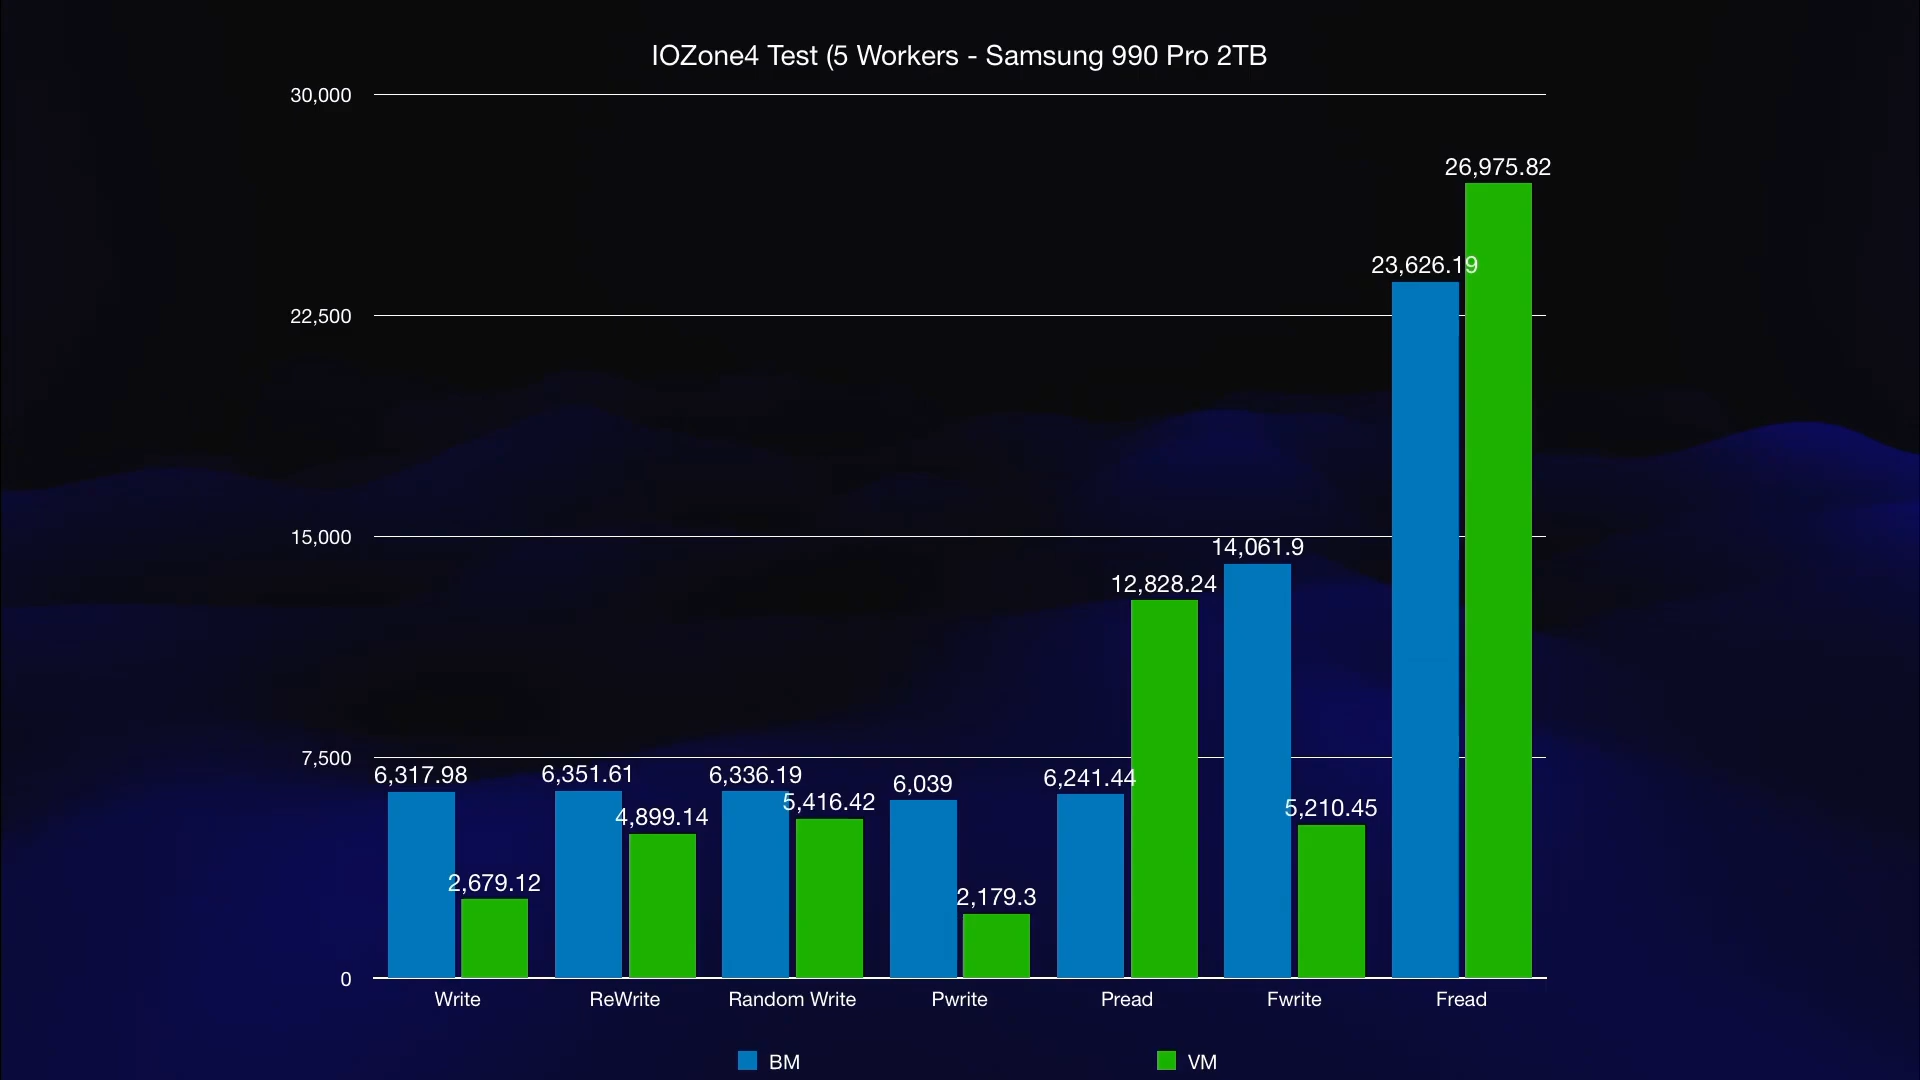 IOZone4 Test (5 Workers - Samsung 990 Pro 2TB
30,000
22,500
15,000
7,500
0
6,317.98
2,679.12
6,351.61
4,899.14
6,336.19
5,416.42
6,039
2,179.3
6,241.44
12,828.24
14,061.9
5,210.45
23,626.19
26,975.82
Write
ReWrite
Random Write
Pwrite
Pread
Fwrite
Fread
BM
VM